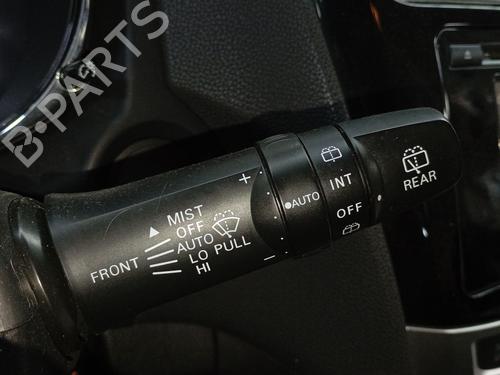 B-PARTS
MIST
OFF
AUTO
FRONT
LO PULL
HI
+
-
AUTO
INT
OFF
REAR